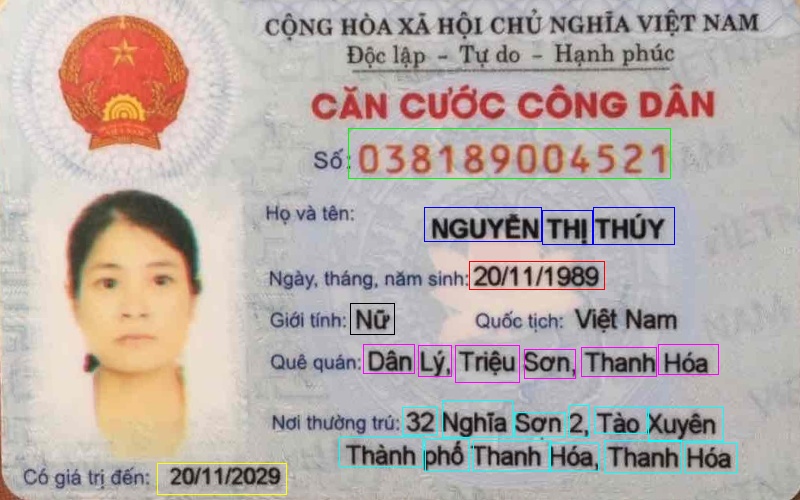 CỘNG HÒA XÃ HỘI CHỦ NGHĨA VIỆT NAM
Độc lập - Tự do - Hạnh phúc
CĂN CƯỚC CÔNG DÂN
Số: 038189004521
Họ và tên: NGUYỄN THỊ THÚY
Ngày, tháng, năm sinh: 20/11/1989
Giới tính: Nữ Quốc tịch: Việt Nam
Quê quán: Dân Lý, Triệu Sơn, Thanh Hóa
Nơi thường trú: 32 Nghĩa Sơn 2, Tào Xuyên
Thành phố Thanh Hóa, Thanh Hóa
Có giá trị đến: 20/11/2029